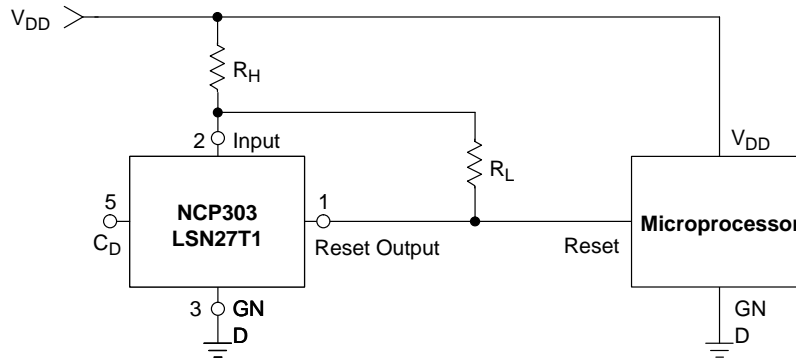 VDD
RH
2 Input
VDD
RL
5
CD
NCP303
LSN27T1
1
Reset Output
Reset
Microprocessor
3 GN
D
GN
D